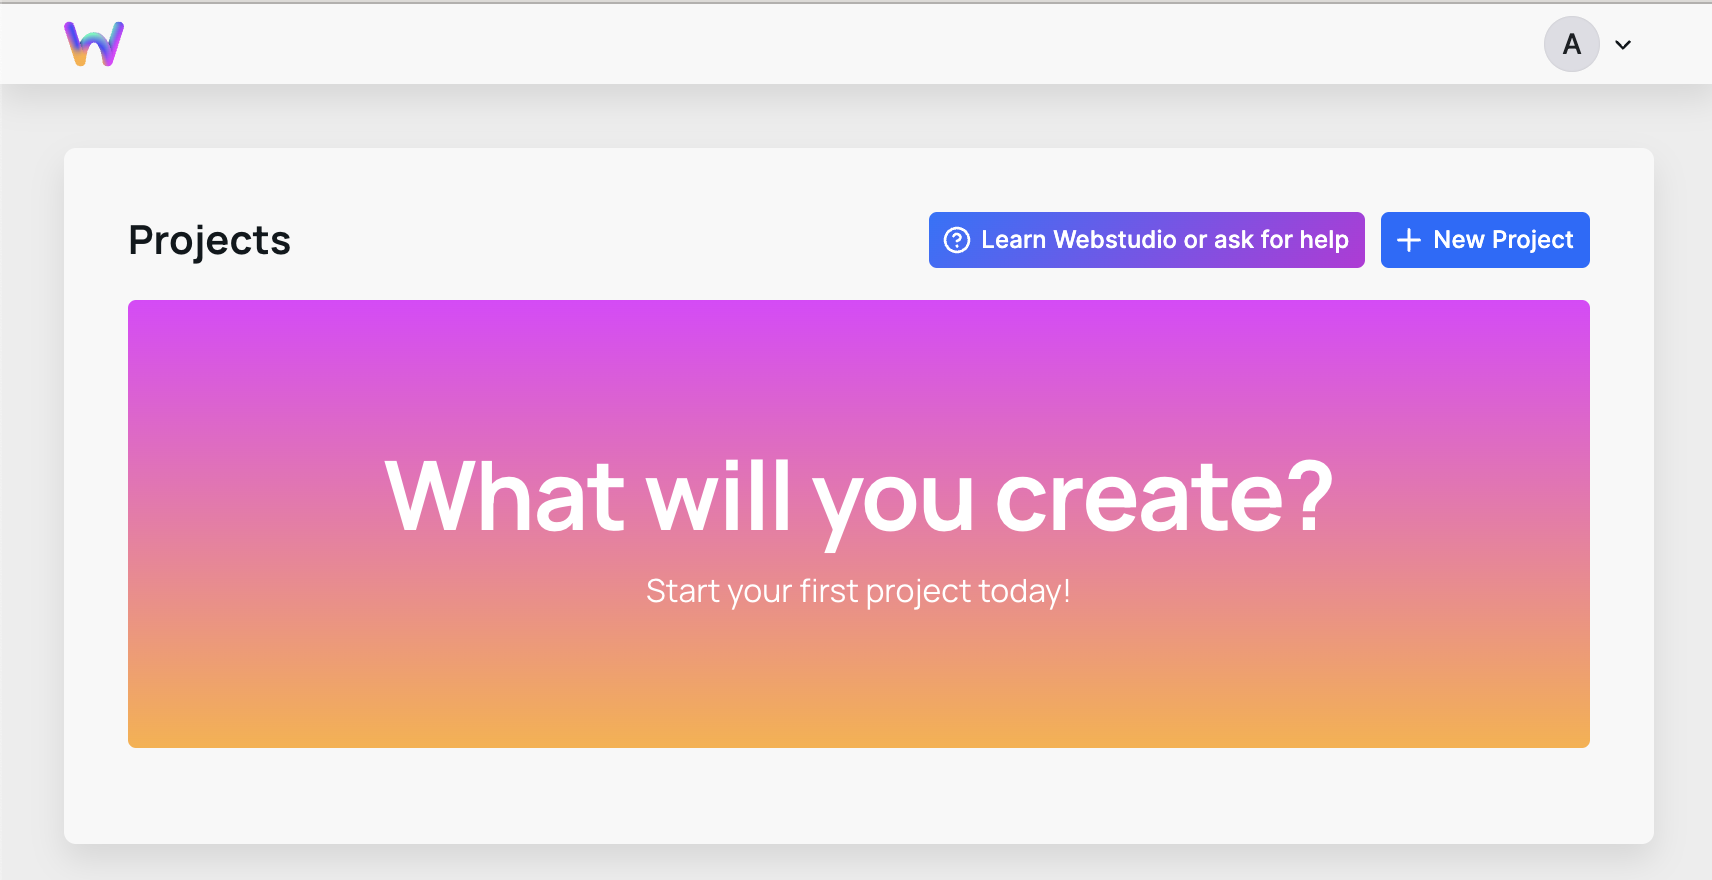 W
A
Projects
Learn Webstudio or ask for help
New Project
What will you create?
Start your first project today!